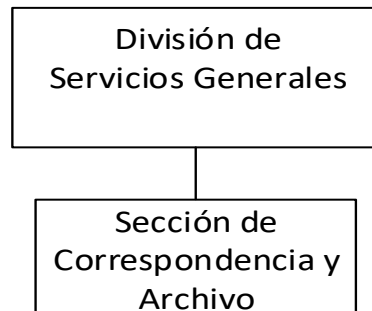 División de
Servicios Generales
Sección de
Correspondencia y
Archivo